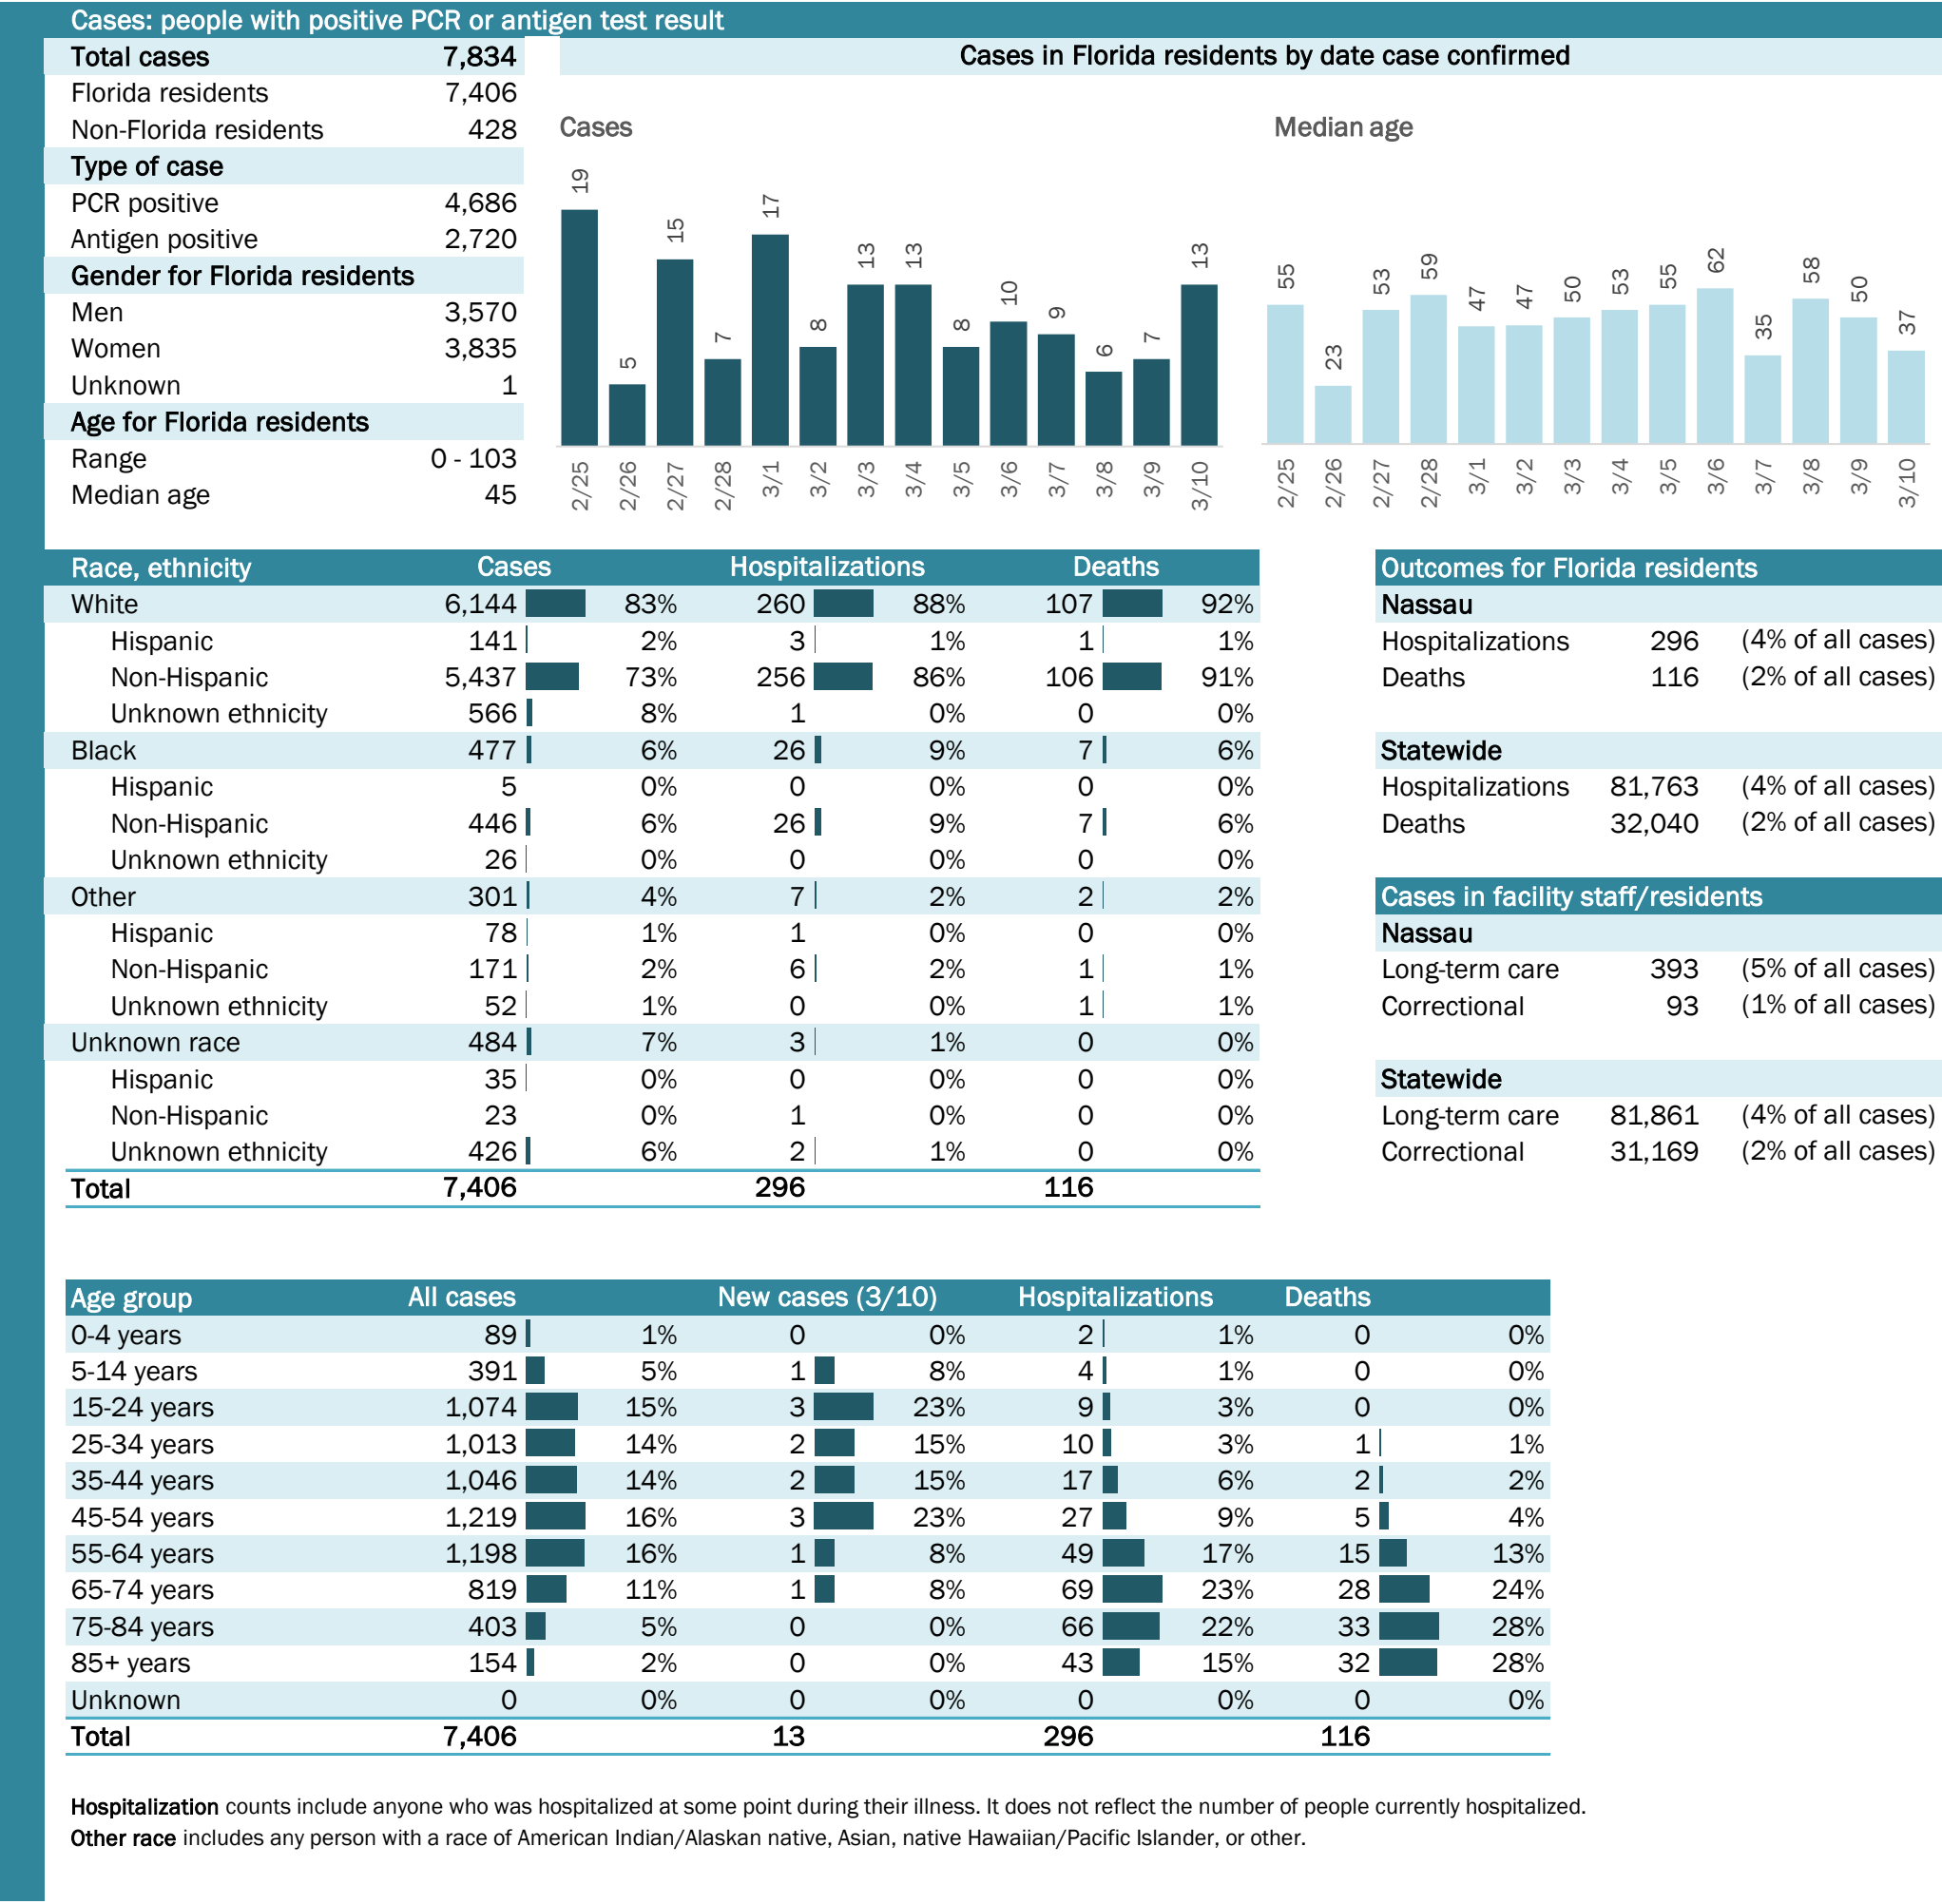 Cases: people with positive PCR or antigen test result
Total cases 7,834
Florida residents 7,406
Non-Florida residents 428
Type of case
PCR positive 4,686
Antigen positive 2,720
Gender for Florida residents
Men 3,570
Women 3,835
Unknown 1
Age for Florida residents
Range 0 - 103
Median age 45
Cases in Florida residents by date case confirmed
Cases
19 5 15 7 17 8 13 13 8 10 9 6 7 13
2/25 2/26 2/27 2/28 3/1 3/2 3/3 3/4 3/5 3/6 3/7 3/8 3/9 3/10
Median age
55 23 53 59 47 47 50 53 55 62 35 58 50 37
2/25 2/26 2/27 2/28 3/1 3/2 3/3 3/4 3/5 3/6 3/7 3/8 3/9 3/10
Race, ethnicity Cases Hospitalizations Deaths
White 6,144 83% 260 88% 107 92%
Hispanic 141 2% 3 1% 1 1%
Non-Hispanic 5,437 73% 256 86% 106 91%
Unknown ethnicity 566 8% 1 0% 0 0%
Black 477 6% 26 9% 7 6%
Hispanic 5 0% 0 0% 0 0%
Non-Hispanic 446 6% 26 9% 7 6%
Unknown ethnicity 26 0% 0 0% 0 0%
Other 301 4% 7 2% 2 2%
Hispanic 78 1% 1 0% 0 0%
Non-Hispanic 171 2% 6 2% 1 1%
Unknown ethnicity 52 1% 0 0% 1 1%
Unknown race 484 7% 3 1% 0 0%
Hispanic 35 0% 0 0% 0 0%
Non-Hispanic 23 0% 1 0% 0 0%
Unknown ethnicity 426 6% 2 1% 0 0%
Total 7,406 296 116
Outcomes for Florida residents
Nassau
Hospitalizations 296 (4% of all cases)
Deaths 116 (2% of all cases)
Statewide
Hospitalizations 81,763 (4% of all cases)
Deaths 32,040 (2% of all cases)
Cases in facility staff/residents
Nassau
Long-term care 393 (5% of all cases)
Correctional 93 (1% of all cases)
Statewide
Long-term care 81,861 (4% of all cases)
Correctional 31,169 (2% of all cases)
Age group All cases New cases (3/10) Hospitalizations Deaths
0-4 years 89 1% 0 0% 2 1% 0 0%
5-14 years 391 5% 1 8% 4 1% 0 0%
15-24 years 1,074 15% 3 23% 9 3% 0 0%
25-34 years 1,013 14% 2 15% 10 3% 1 1%
35-44 years 1,046 14% 2 15% 17 6% 2 2%
45-54 years 1,219 16% 3 23% 27 9% 5 4%
55-64 years 1,198 16% 1 8% 49 17% 15 13%
65-74 years 819 11% 1 8% 69 23% 28 24%
75-84 years 403 5% 0 0% 66 22% 33 28%
85+ years 154 2% 0 0% 43 15% 32 28%
Unknown 0 0% 0 0% 0 0% 0 0%
Total 7,406 13 296 116
Hospitalization counts include anyone who was hospitalized at some point during their illness. It does not reflect the number of people currently hospitalized.
Other race includes any person with a race of American Indian/Alaskan native, Asian, native Hawaiian/Pacific Islander, or other.